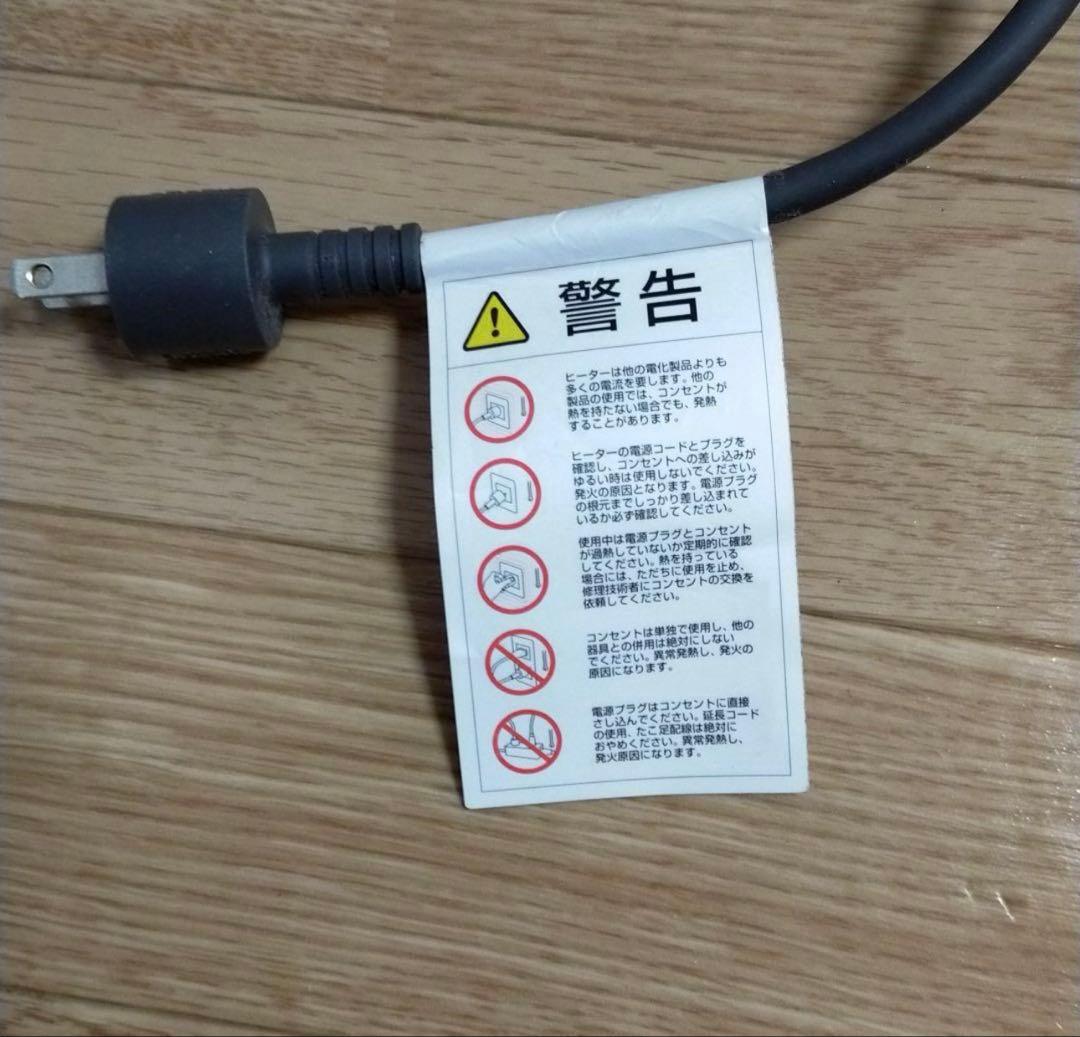 警告
ヒーターは他の電化製品よりも
多くの電流を要します。他の
製品の使用では、コンセントが
熱を持たない場合でも、発熱
することがあります。
ヒーターの電源コードとプラグを
確認し、コンセントへの差し込みが
ゆるい時は使用しないでください。
発火の原因となります。電源プラグ
の根元までしっかり差し込まれて
いるか必ず確認してください。
使用中は電源プラグとコンセント
が過熱していないか定期的に確認
してください。熱を持っている
場合には、ただちに使用を止め、
修理技術者にコンセントの交換を
依頼してください。
コンセントは単独で使用し、他の
器具との併用は絶対にしない
でください。異常発熱し、発火の
原因になります。
電源プラグはコンセントに直接
さし込んでください。延長コード
の使用、たこ足配線は絶対に
おやめください。異常発熱し、
発火原因になります。